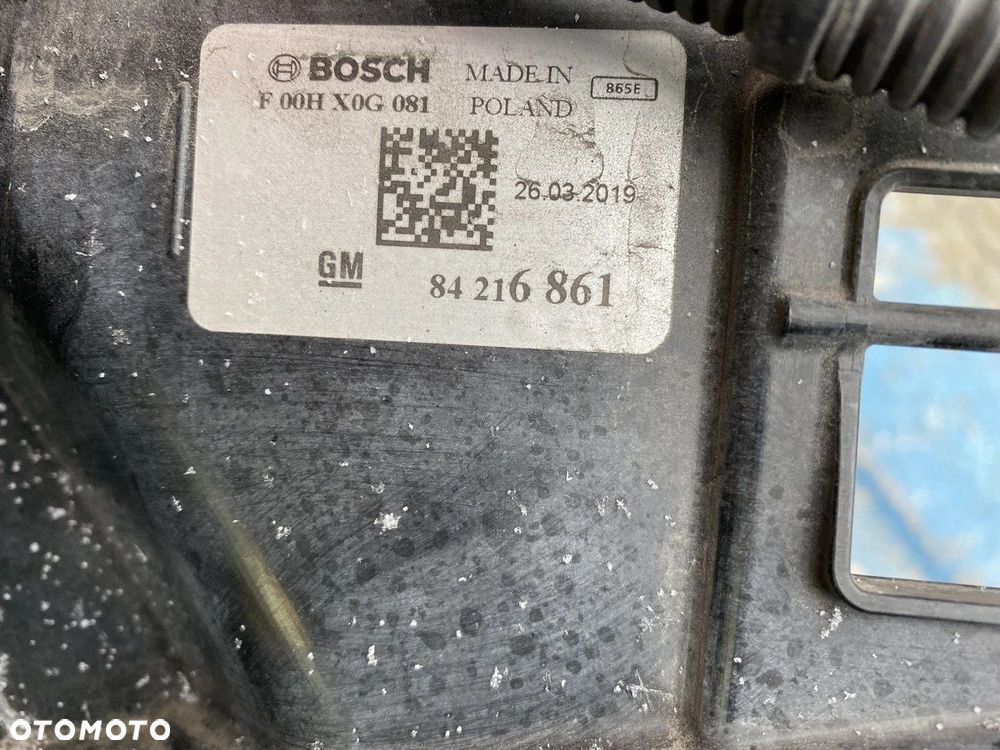 BOSCH MADE IN 865E
F 00H X0G 081 POLAND
26.03.2019
GM
84 216 861
OTOMOTO